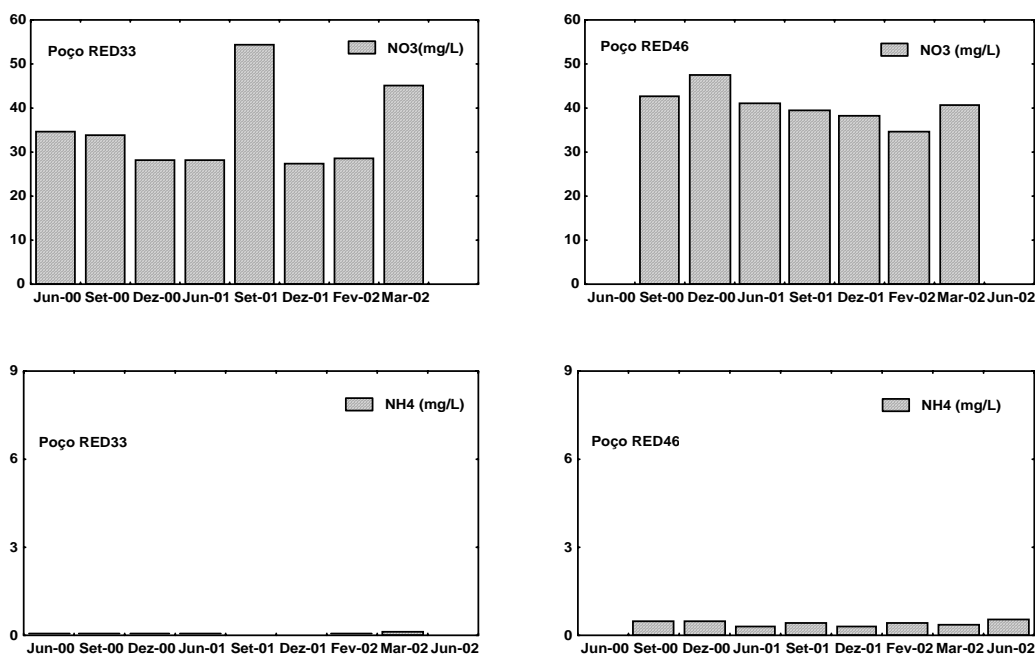 60
50
40
30
20
10
0
Poço RED33
NO3(mg/L)
Jun-00 Set-00 Dez-00 Jun-01 Set-01 Dez-01 Fev-02 Mar-02
60
50
40
30
20
10
0
Poço RED46
NO3 (mg/L)
Jun-00 Set-00 Dez-00 Jun-01 Set-01 Dez-01 Fev-02 Mar-02 Jun-02
9
6
3
0
NH4 (mg/L)
Poço RED33
Jun-00 Set-00 Dez-00 Jun-01 Set-01 Dez-01 Fev-02 Mar-02 Jun-02
9
6
3
0
NH4 (mg/L)
Poço RED46
Jun-00 Set-00 Dez-00 Jun-01 Set-01 Dez-01 Fev-02 Mar-02 Jun-02